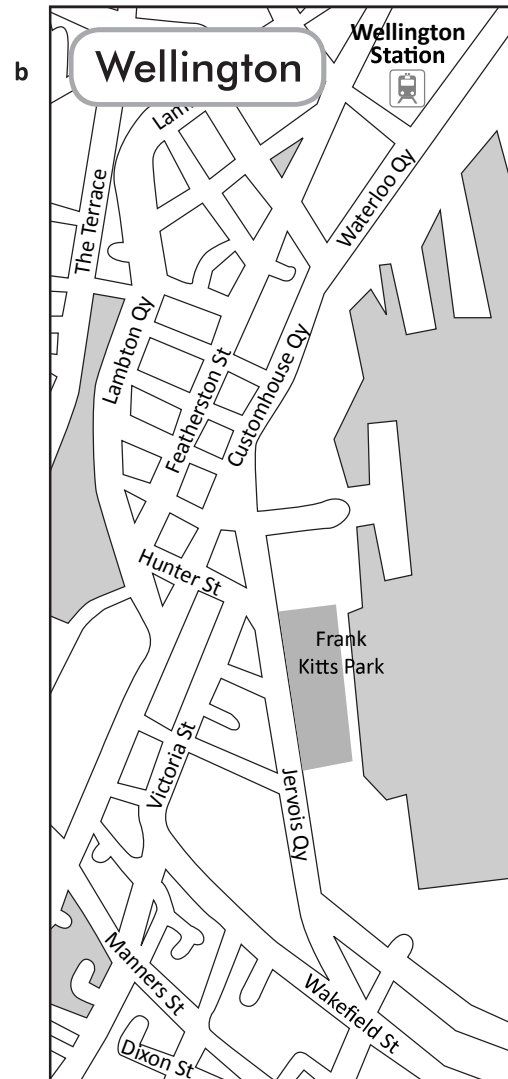 b
Wellington
Wellington
Station
The Terrace
Waterloo Qy
Lambton Qy
Featherston St
Customhouse Qy
Hunter St
Frank
Kitts Park
Victoria St
Jervois Qy
Manners St
Wakefield St
Dixon St